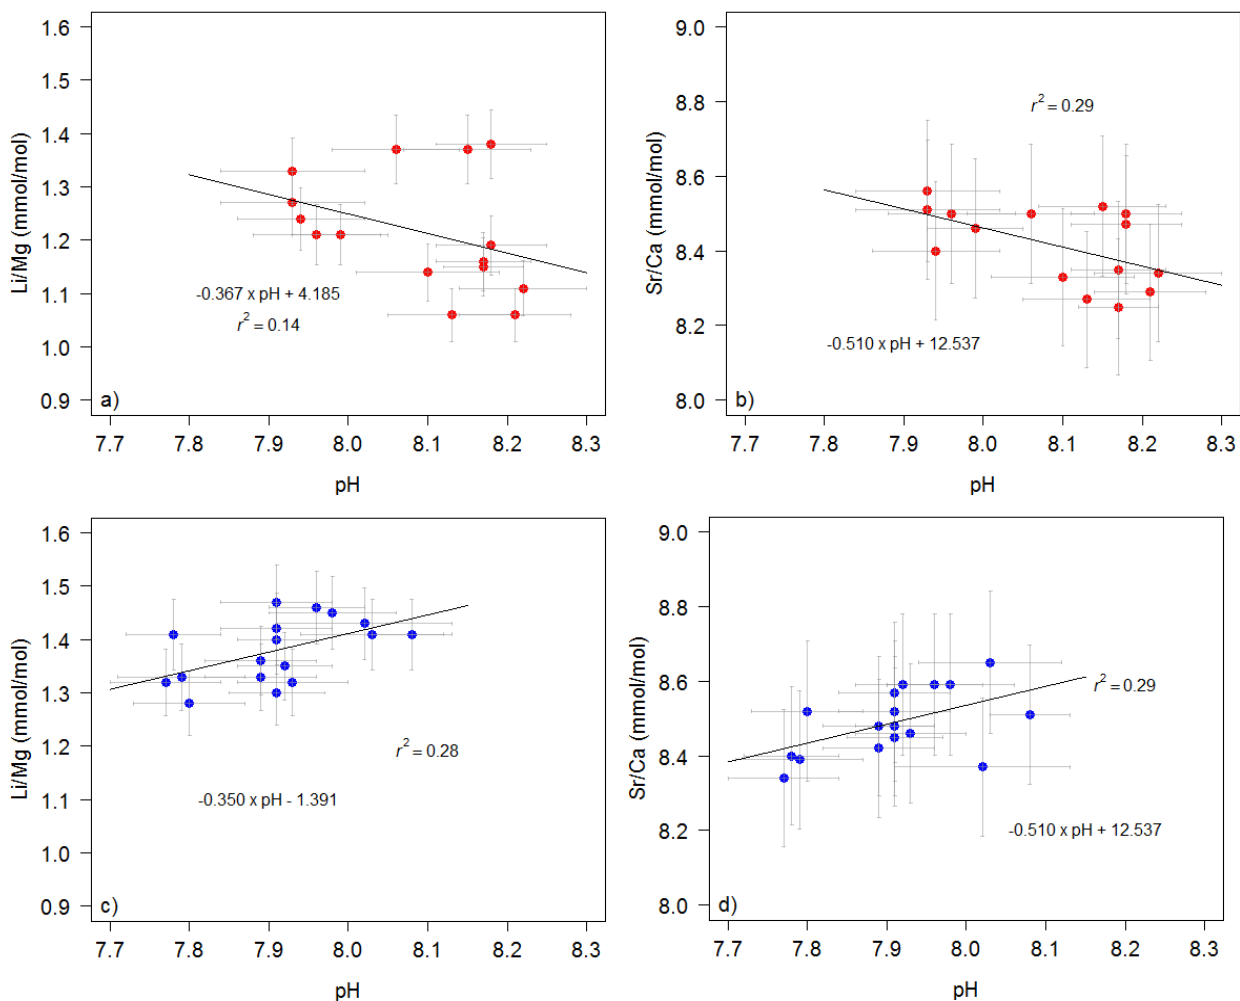 1.6
1.5
1.4
1.3
1.2
1.1
1.0
0.9
Li/Mg (mmol/mol)
-0.367 x pH + 4.185
r² = 0.14
a)
7.7 7.8 7.9 8.0 8.1 8.2 8.3
pH
9.0
8.8
8.6
8.4
8.2
8.0
Sr/Ca (mmol/mol)
r² = 0.29
-0.510 x pH + 12.537
b)
7.7 7.8 7.9 8.0 8.1 8.2 8.3
pH
1.6
1.5
1.4
1.3
1.2
1.1
1.0
0.9
Li/Mg (mmol/mol)
r² = 0.28
-0.350 x pH - 1.391
c)
7.7 7.8 7.9 8.0 8.1 8.2 8.3
pH
9.0
8.8
8.6
8.4
8.2
8.0
Sr/Ca (mmol/mol)
r² = 0.29
-0.510 x pH + 12.537
d)
7.7 7.8 7.9 8.0 8.1 8.2 8.3
pH